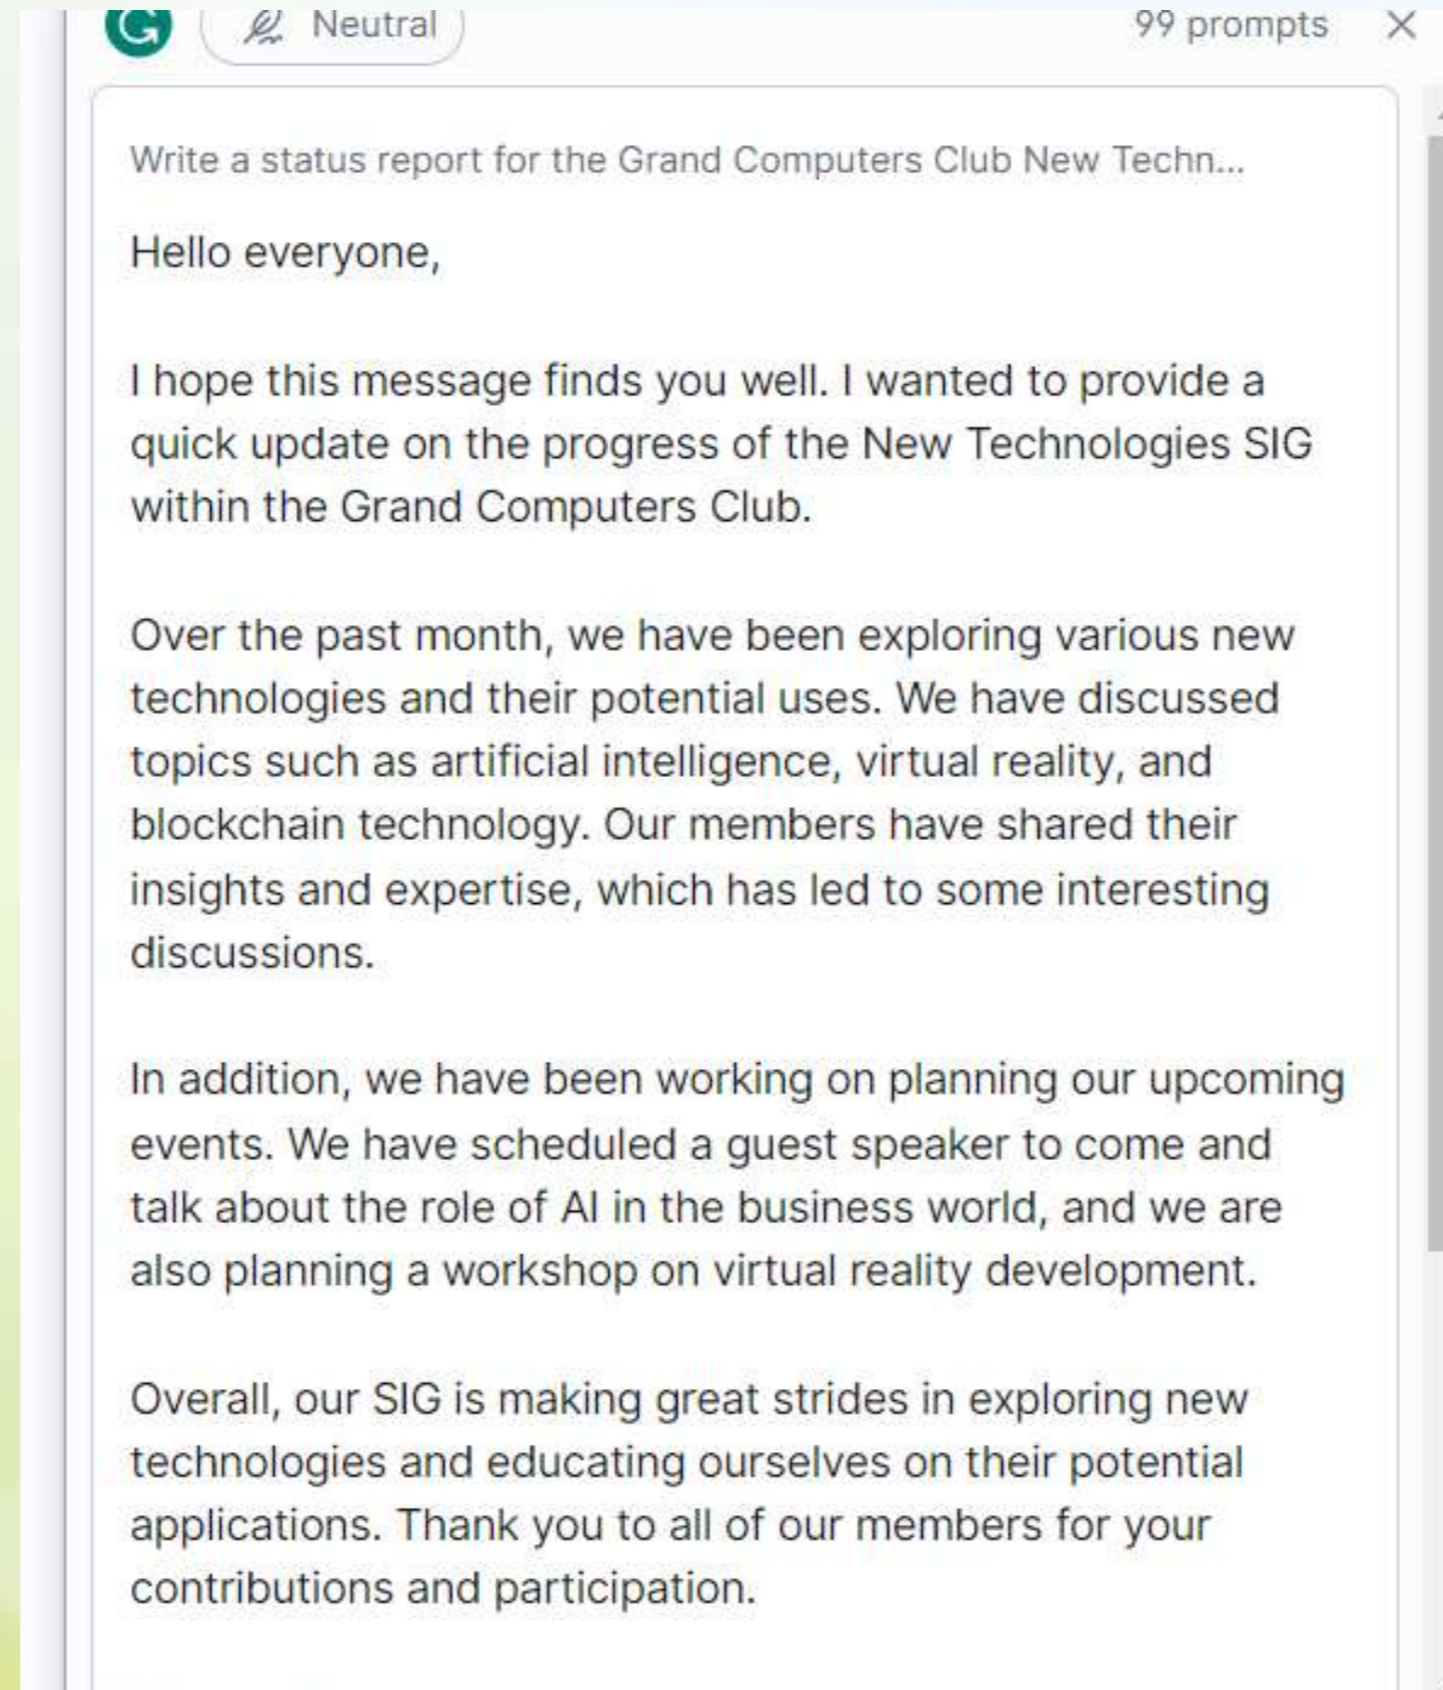 Neutral
99 prompts
Write a status report for the Grand Computers Club New Techn...
Hello everyone,
I hope this message finds you well. I wanted to provide a
quick update on the progress of the New Technologies SIG
within the Grand Computers Club.
Over the past month, we have been exploring various new
technologies and their potential uses. We have discussed
topics such as artificial intelligence, virtual reality, and
blockchain technology. Our members have shared their
insights and expertise, which has led to some interesting
discussions.
In addition, we have been working on planning our upcoming
events. We have scheduled a guest speaker to come and
talk about the role of AI in the business world, and we are
also planning a workshop on virtual reality development.
Overall, our SIG is making great strides in exploring new
technologies and educating ourselves on their potential
applications. Thank you to all of our members for your
contributions and participation.